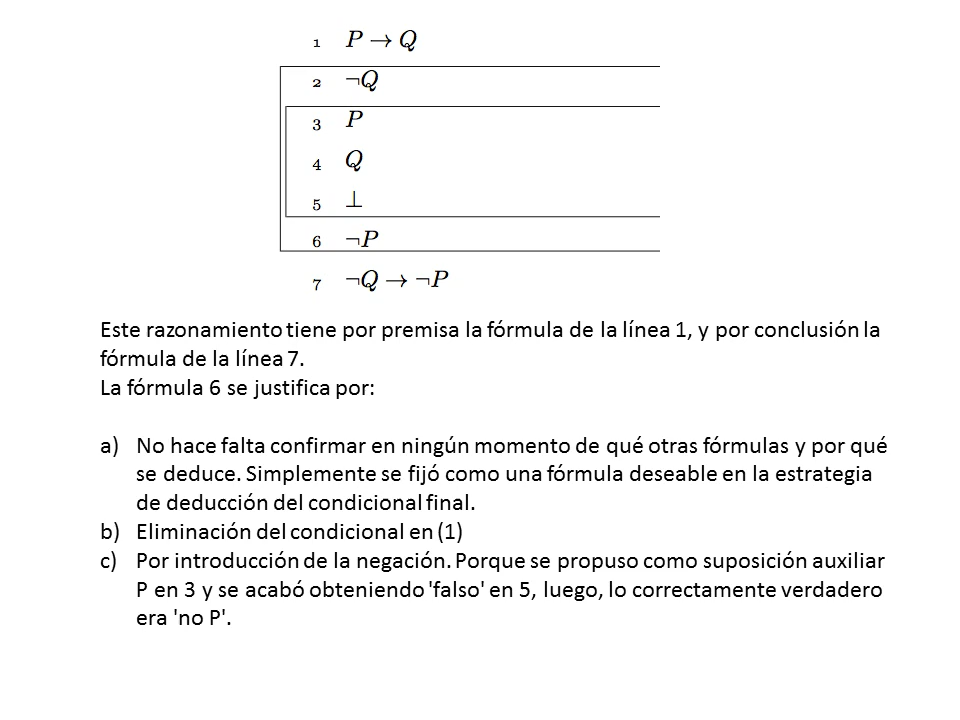 1 P → Q
2 ¬Q
3 P
4 Q
5 ⊥
6 ¬P
7 ¬Q → ¬P
Este razonamiento tiene por premisa la fórmula de la línea 1, y por conclusión la
fórmula de la línea 7.
La fórmula 6 se justifica por:
a) No hace falta confirmar en ningún momento de qué otras fórmulas y por qué
se deduce. Simplemente se fijó como una fórmula deseable en la estrategia
de deducción del condicional final.
b) Eliminación del condicional en (1)
c) Por introducción de la negación. Porque se propuso como suposición auxiliar
P en 3 y se acabó obteniendo 'falso' en 5, luego, lo correctamente verdadero
era 'no P'.